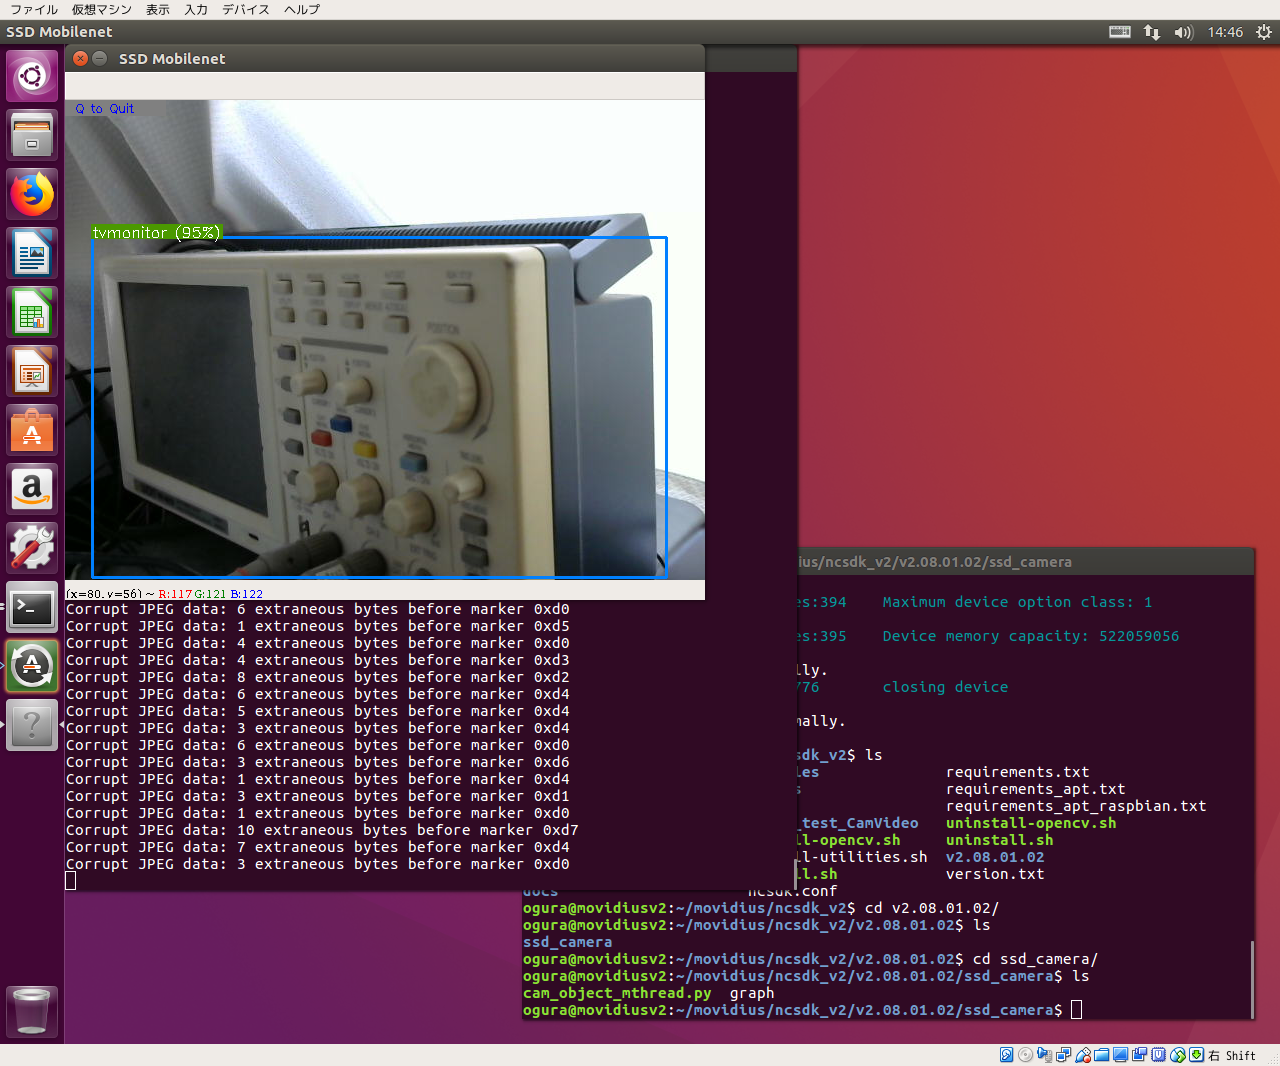 ファイル 仮想マシン 表示 入力 デバイス ヘルプ
SSD Mobilenet
14:46
SSD Mobilenet
Q to Quit
tvmonitor (95%)
POSITION
(x=80, y=56) ~ R:117 G:121 B:122
Corrupt JPEG data: 6 extraneous bytes before marker 0xd0
Corrupt JPEG data: 1 extraneous bytes before marker 0xd5
Corrupt JPEG data: 4 extraneous bytes before marker 0xd0
Corrupt JPEG data: 4 extraneous bytes before marker 0xd3
Corrupt JPEG data: 8 extraneous bytes before marker 0xd2
Corrupt JPEG data: 6 extraneous bytes before marker 0xd4
Corrupt JPEG data: 5 extraneous bytes before marker 0xd4
Corrupt JPEG data: 3 extraneous bytes before marker 0xd4
Corrupt JPEG data: 6 extraneous bytes before marker 0xd0
Corrupt JPEG data: 3 extraneous bytes before marker 0xd6
Corrupt JPEG data: 1 extraneous bytes before marker 0xd4
Corrupt JPEG data: 3 extraneous bytes before marker 0xd1
Corrupt JPEG data: 1 extraneous bytes before marker 0xd0
Corrupt JPEG data: 10 extraneous bytes before marker 0xd7
Corrupt JPEG data: 7 extraneous bytes before marker 0xd4
Corrupt JPEG data: 3 extraneous bytes before marker 0xd0
ius/ncsdk_v2/v2.08.01.02/ssd_camera
es:394 Maximum device option class: 1
es:395 Device memory capacity: 522059056
lly.
776 closing device
nally.
sdk_v2$ ls
les requirements.txt
s requirements_apt.txt
requirements_apt_raspbian.txt
_test_CamVideo uninstall-opencv.sh
ll-opencv.sh uninstall.sh
ll-utilities.sh v2.08.01.02
ll.sh version.txt
docs ncsdk.conf
ogura@movidiusv2:~/movidius/ncsdk_v2$ cd v2.08.01.02/
ogura@movidiusv2:~/movidius/ncsdk_v2/v2.08.01.02$ ls
ssd_camera
ogura@movidiusv2:~/movidius/ncsdk_v2/v2.08.01.02$ cd ssd_camera/
ogura@movidiusv2:~/movidius/ncsdk_v2/v2.08.01.02/ssd_camera$ ls
cam_object_mthread.py graph
ogura@movidiusv2:~/movidius/ncsdk_v2/v2.08.01.02/ssd_camera$
右 Shift